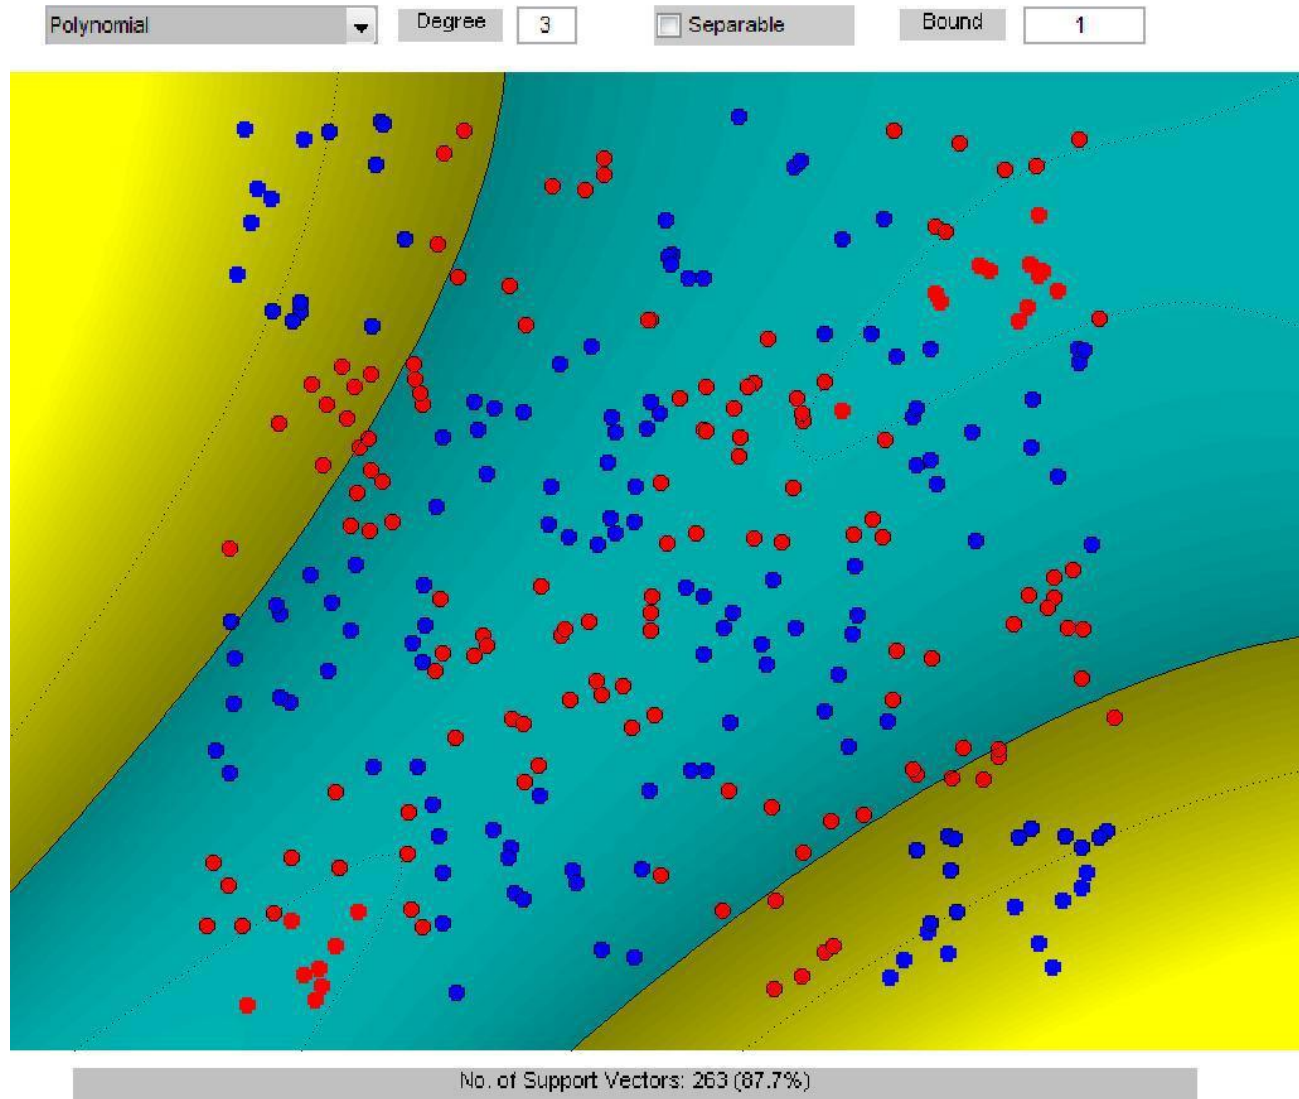 Polynomial Degree 3 Separable Bound 1
No. of Support Vectors: 263 (87.7%)